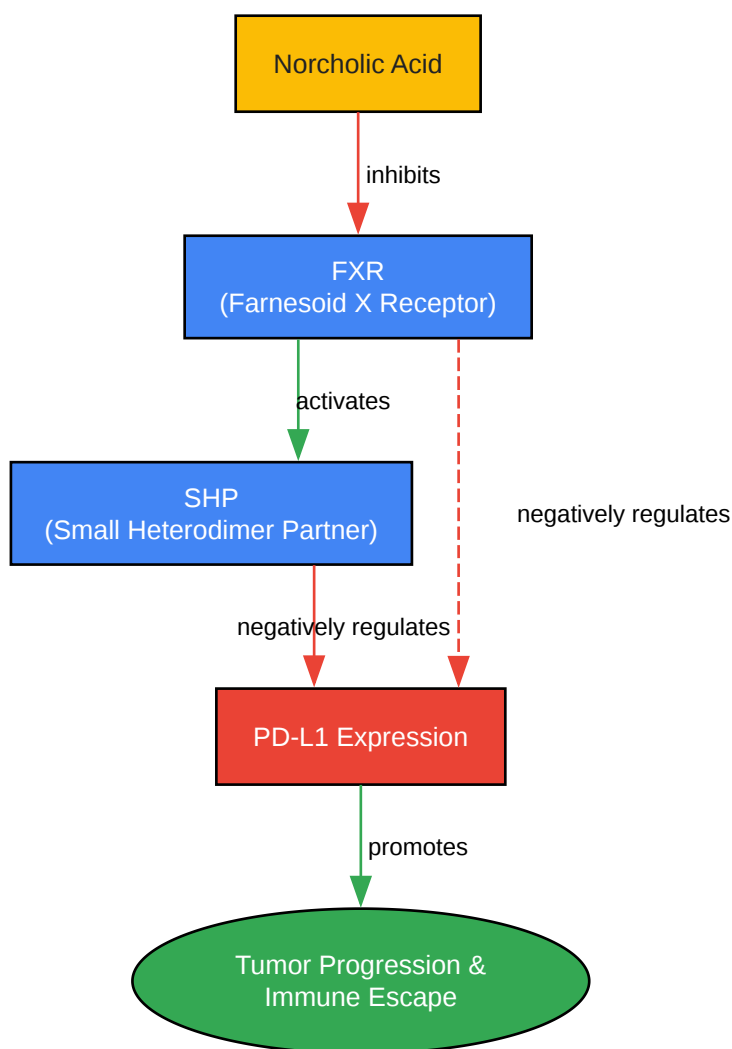 Norcholic Acid
inhibits
FXR
(Farnesoid X Receptor)
activates
SHP
(Small Heterodimer Partner)
negatively regulates
negatively regulates
PD-L1 Expression
promotes
Tumor Progression &
Immune Escape